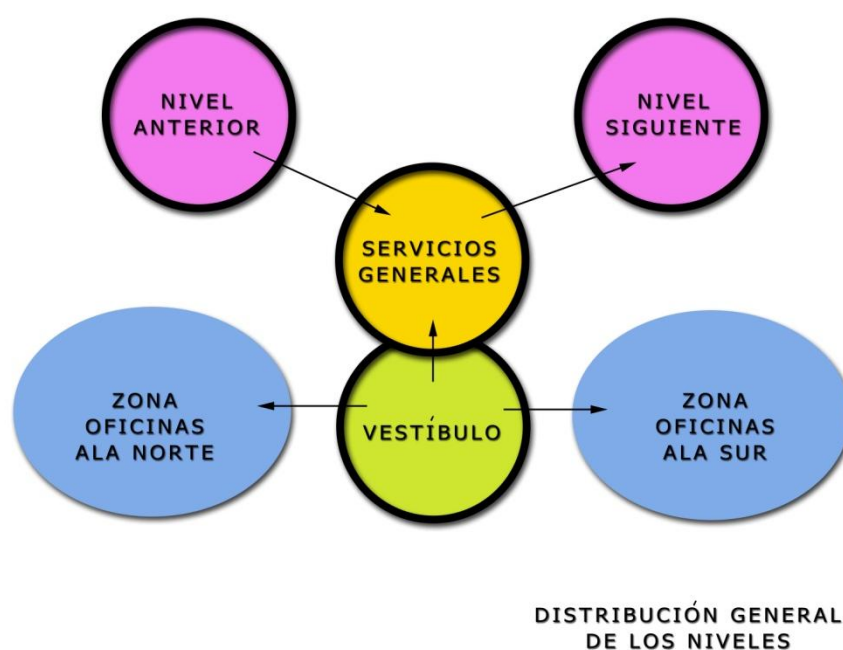 NIVEL
ANTERIOR
NIVEL
SIGUIENTE
SERVICIOS
GENERALES
ZONA
OFICINAS
ALA NORTE
VESTÍBULO
ZONA
OFICINAS
ALA SUR
DISTRIBUCIÓN GENERAL
DE LOS NIVELES